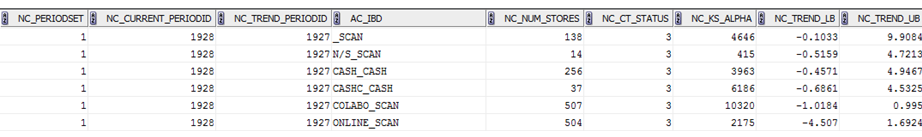 NC_PERIODSET NC_CURRENT_PERIODID NC_TREND_PERIODID AC_IBD NC_NUM_STORES NC_CT_STATUS NC_KS_ALPHA NC_TREND_LB NC_TREND_UB
1 1928 1927 _SCAN 138 3 4646 -0.1033 9.9084
1 1928 1927 N/S_SCAN 14 3 415 -0.5159 4.7213
1 1928 1927 CASH_CASH 256 3 3963 -0.4571 4.9467
1 1928 1927 CASHC_CASH 37 3 6186 -0.6861 4.5325
1 1928 1927 COLABO_SCAN 507 3 10320 -1.0184 0.995
1 1928 1927 ONLINE_SCAN 504 3 2175 -4.507 1.6924